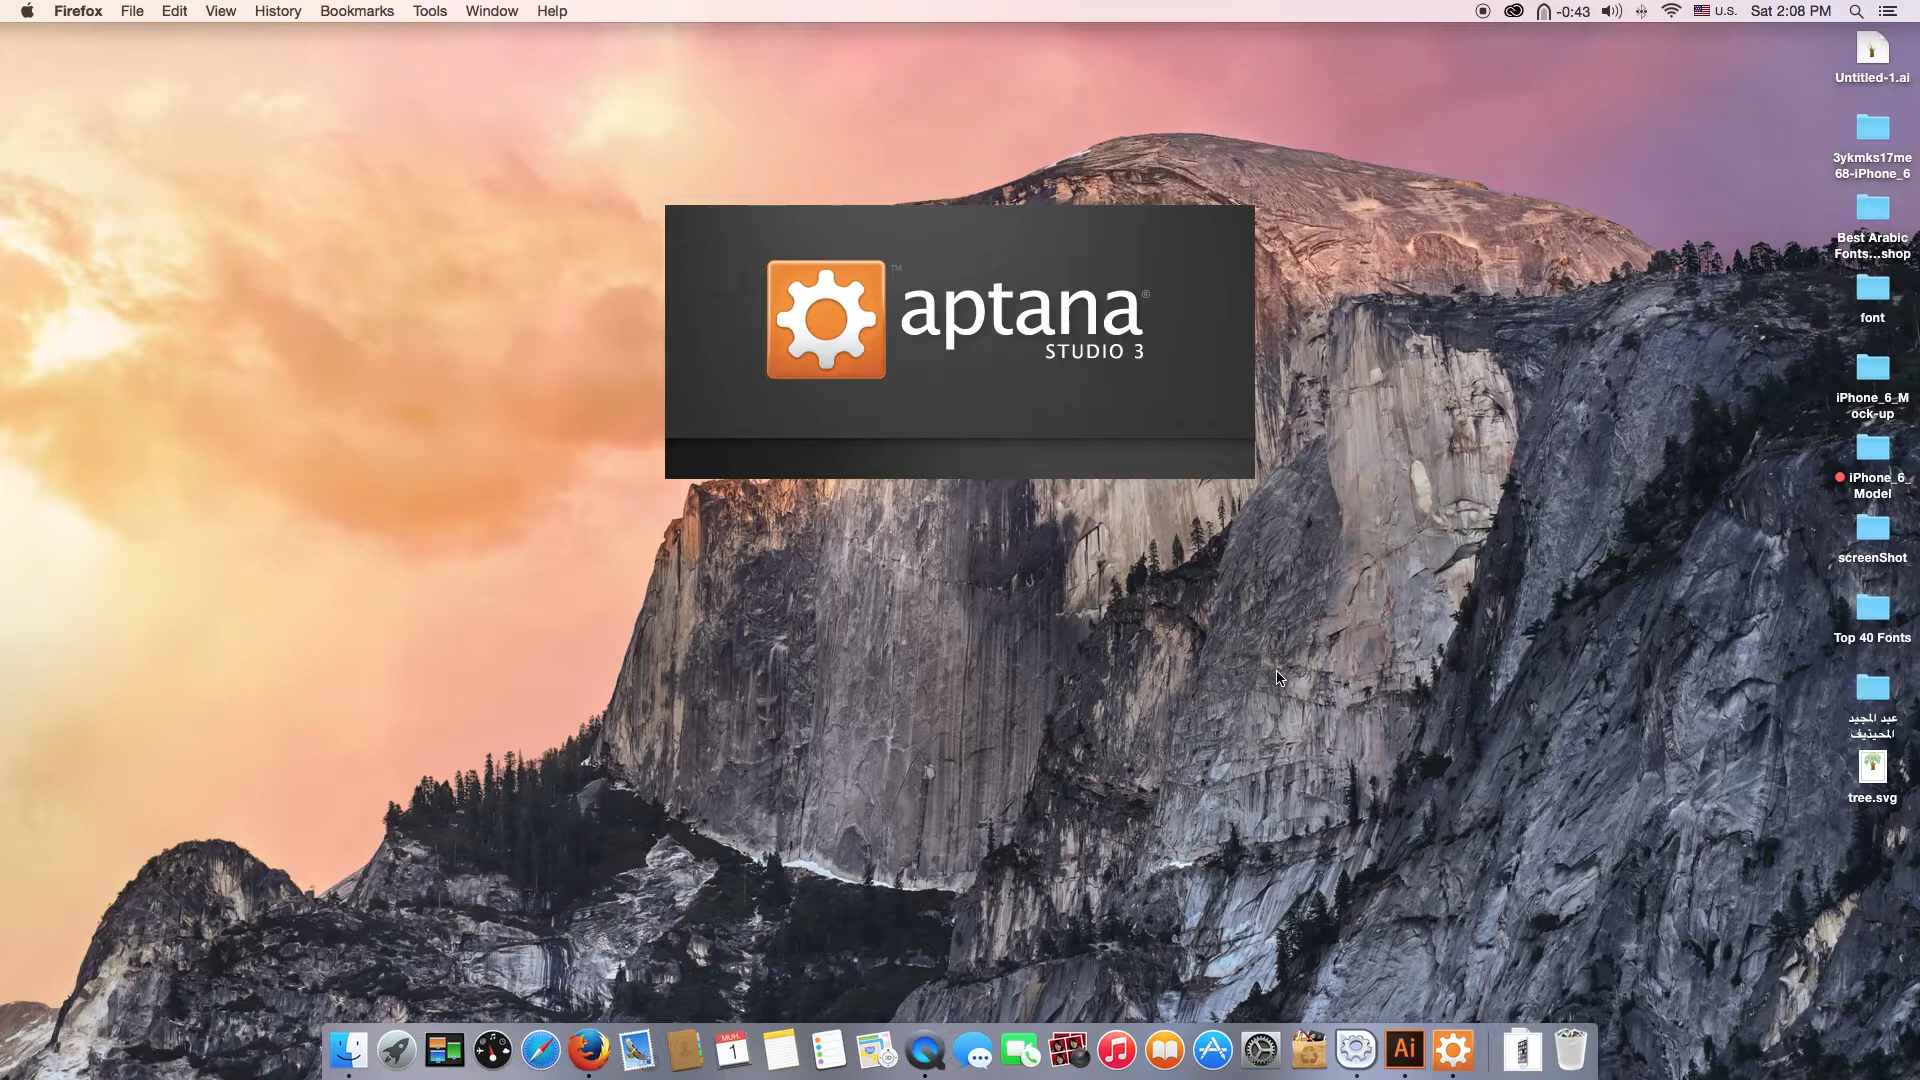 Firefox File Edit View History Bookmarks Tools Window Help
-0:43 U.S. Sat 2:08 PM
Untitled-1.ai
3ykmks17me
68-iPhone_6
Best Arabic
Fonts...shop
font
iPhone_6_M
ock-up
iPhone_6_
Model
screenShot
Top 40 Fonts
عبد المجيد
المحيذيف
tree.svg
TM
aptana®
STUDIO 3
1
Ai